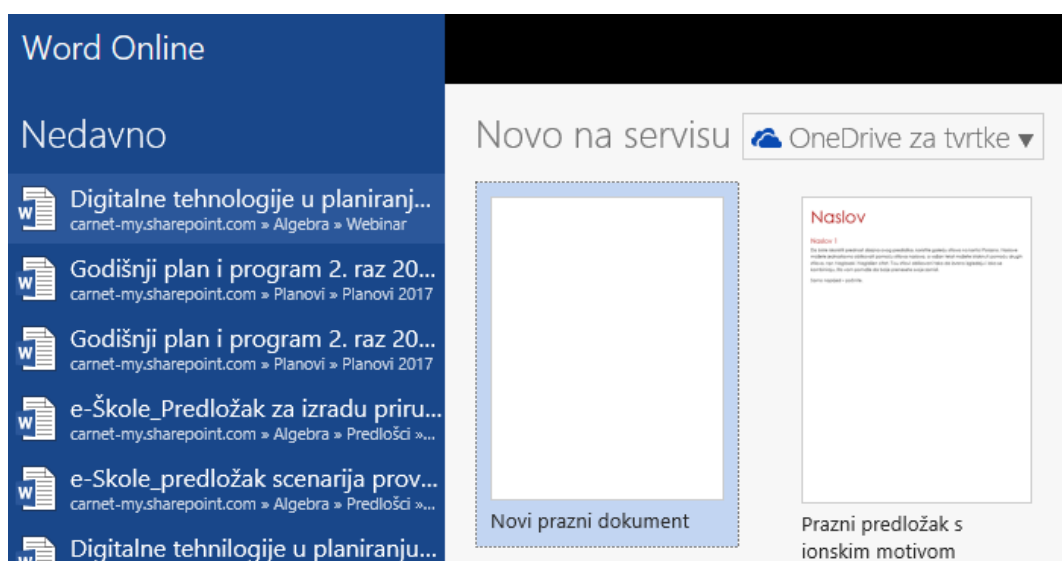 Word Online
Nedavno
Digitalne tehnologije u planiranj...
carnet-my.sharepoint.com » Algebra » Webinar
Godišnji plan i program 2. raz 20...
carnet-my.sharepoint.com » Planovi » Planovi 2017
Godišnji plan i program 2. raz 20...
carnet-my.sharepoint.com » Planovi » Planovi 2017
e-Škole_Predložak za izradu priru...
carnet-my.sharepoint.com » Algebra » Predlošci »...
e-Skole_predložak scenarija prov...
carnet-my.sharepoint.com » Algebra » Predlošci »...
Digitalne tehnilogije u planiranju...
Novo na servisu OneDrive za tvrtke ▾
Novi prazni dokument
Naslov
Naslov 1
Prazni predložak s
ionskim motivom